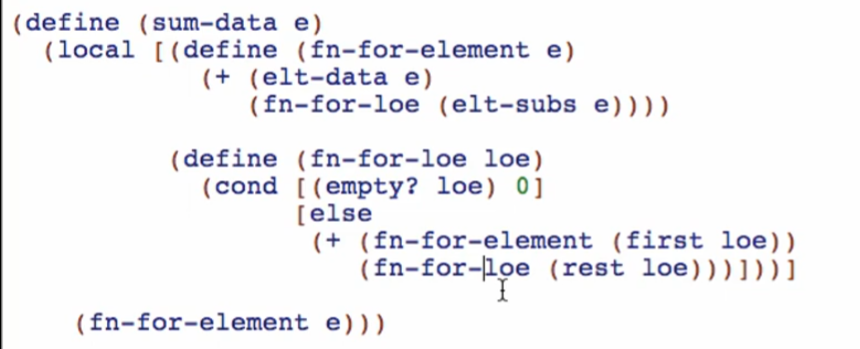 (define (sum-data e)
(local [(define (fn-for-element e)
(+ (elt-data e)
(fn-for-loe (elt-subs e))))
(define (fn-for-loe loe)
(cond [(empty? loe) 0]
[else
(+ (fn-for-element (first loe))
(fn-for-loe (rest loe)))]))]
(fn-for-element e)))